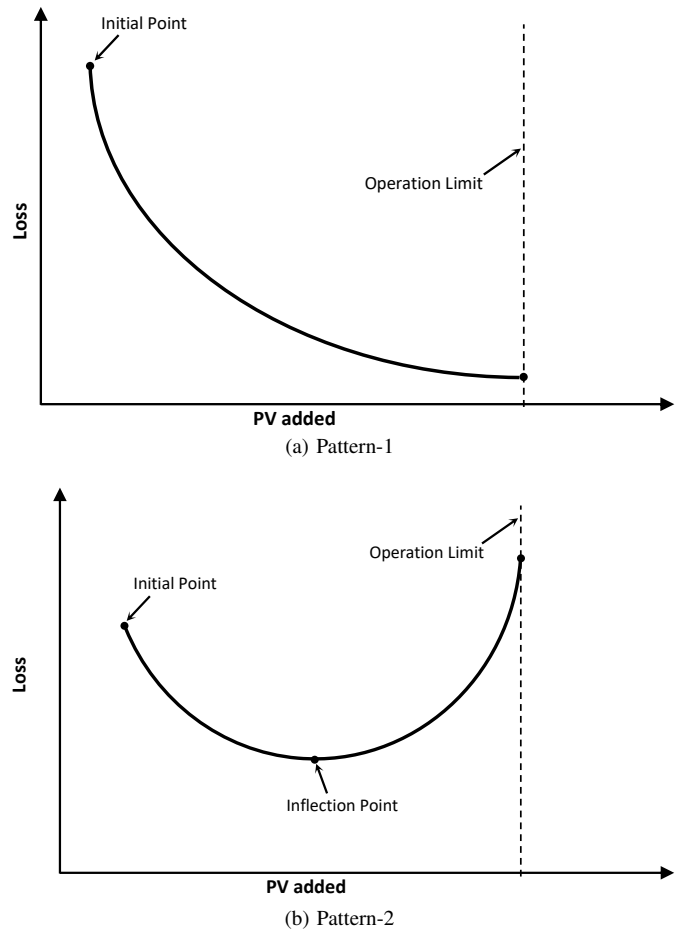 Initial Point
Operation Limit
Loss
PV added
(a) Pattern-1
Operation Limit
Initial Point
Loss
Inflection Point
PV added
(b) Pattern-2